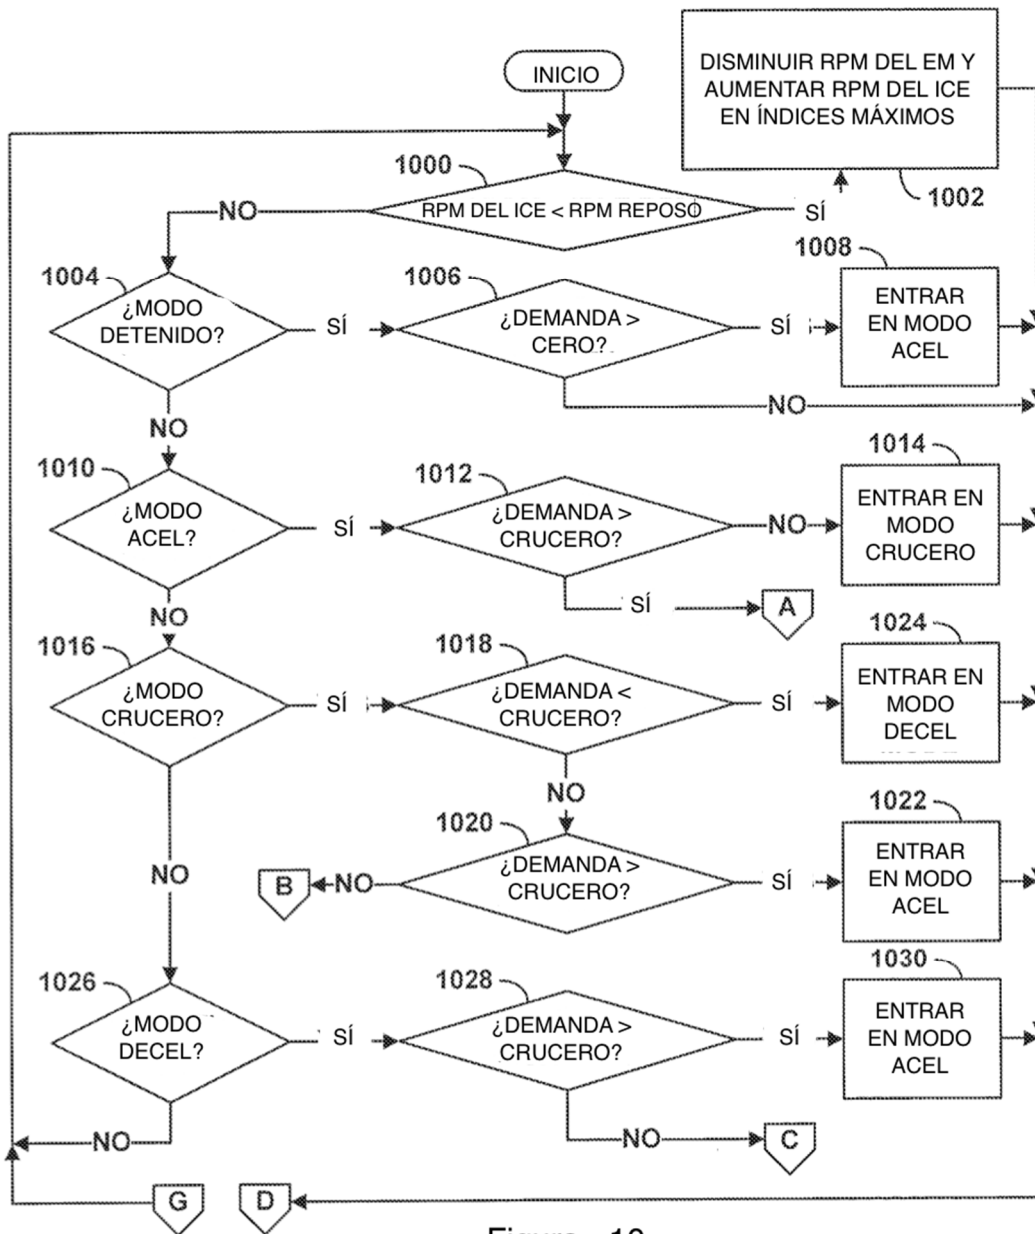 INICIO
DISMINUIR RPM DEL EM Y
AUMENTAR RPM DEL ICE
EN ÍNDICES MÁXIMOS
1000
1002
RPM DEL ICE < RPM REPOSO
NO
SÍ
1004
¿MODO
DETENIDO?
SÍ
1006
¿DEMANDA >
CERO?
SÍ
1008
ENTRAR
EN MODO
ACEL
NO
NO
1010
¿MODO
ACEL?
SÍ
1012
¿DEMANDA >
CRUCERO?
NO
1014
ENTRAR EN
MODO
CRUCERO
SÍ
A
NO
1016
¿MODO
CRUCERO?
SÍ
1018
¿DEMANDA <
CRUCERO?
SÍ
1024
ENTRAR EN
MODO
DECEL
NO
1020
¿DEMANDA >
CRUCERO?
NO
B
SÍ
1022
ENTRAR
EN MODO
ACEL
NO
1026
¿MODO
DECEL?
SÍ
1028
¿DEMANDA >
CRUCERO?
SÍ
1030
ENTRAR
EN MODO
ACEL
NO
NO
C
G
D